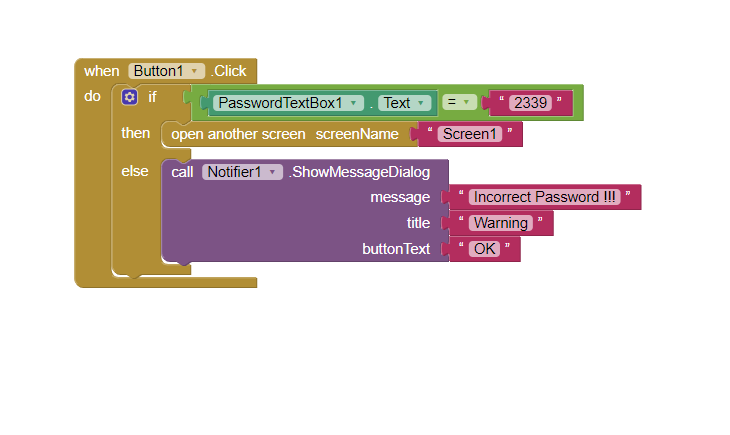 when Button1 .Click
do if PasswordTextBox1 . Text = “ 2339 ”
then open another screen screenName “ Screen1 ”
else call Notifier1 .ShowMessageDialog
message “ Incorrect Password !!! ”
title “ Warning ”
buttonText “ OK ”